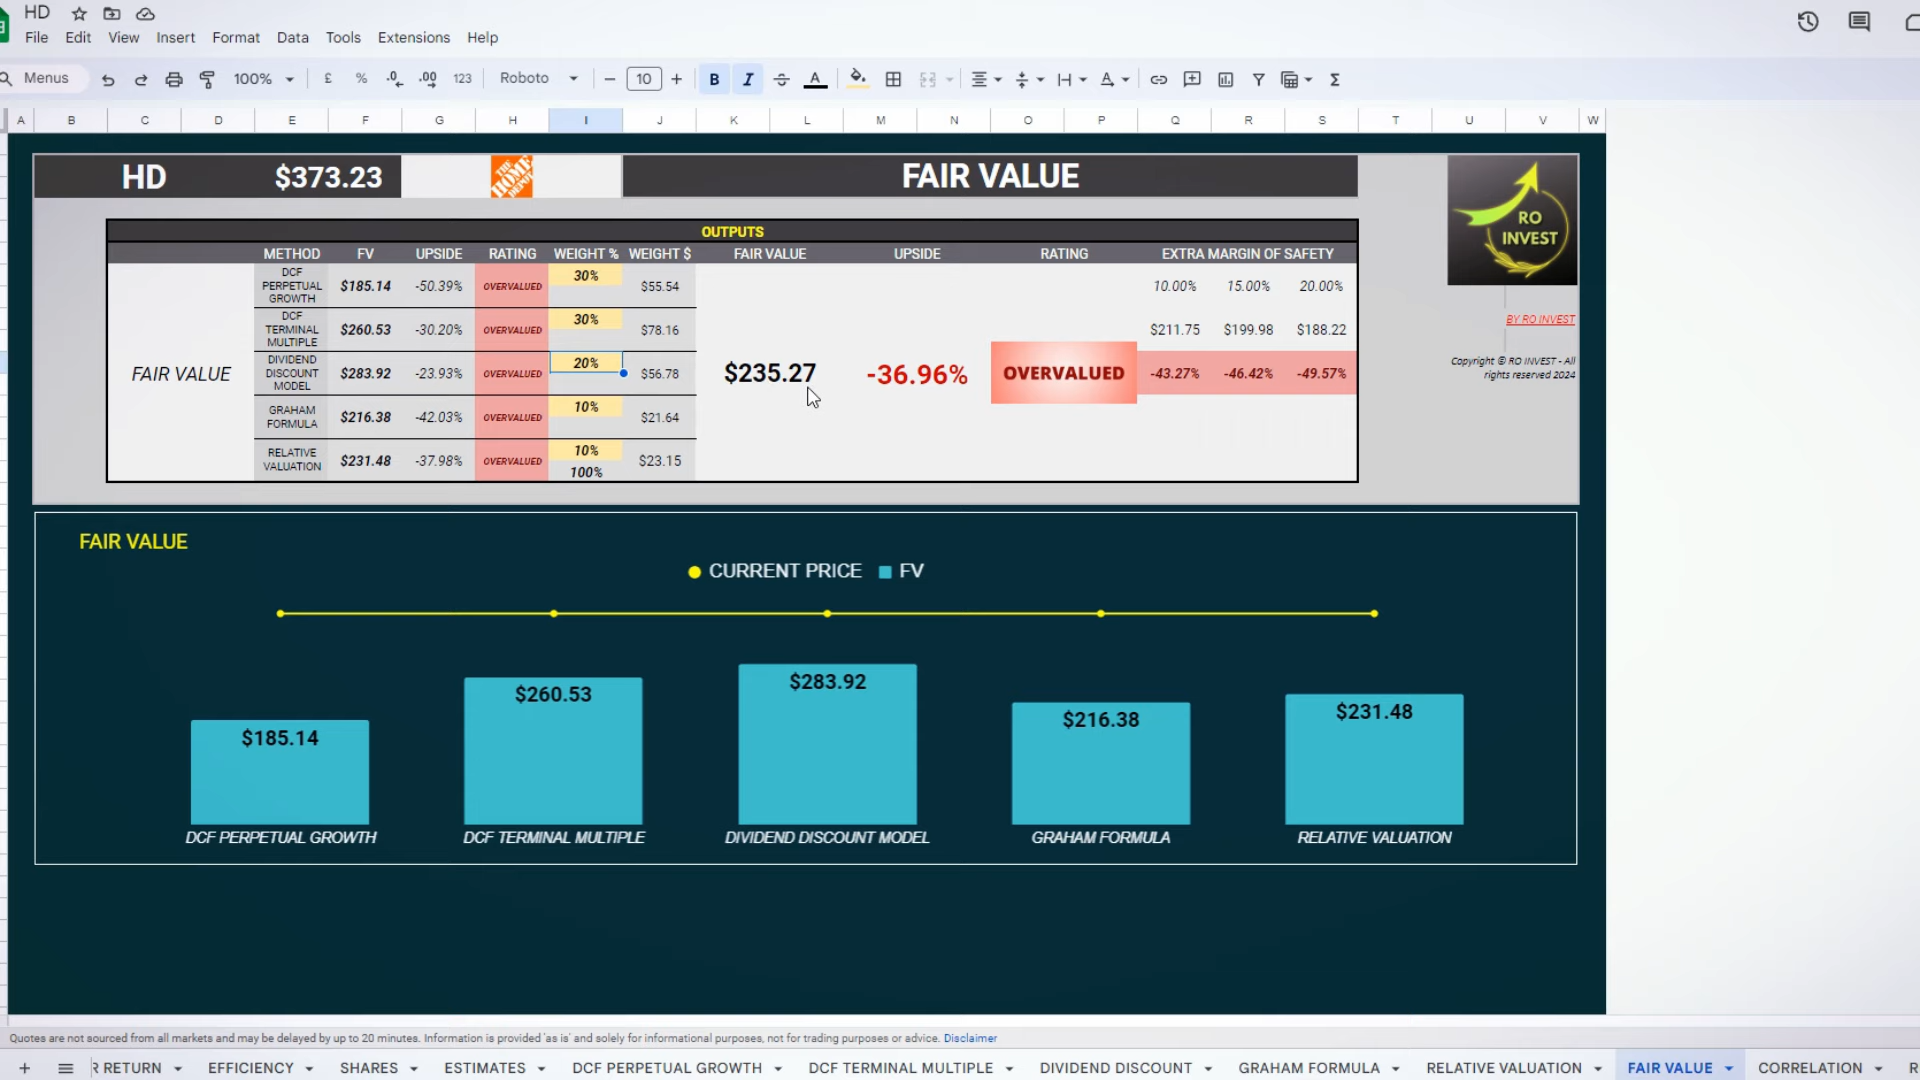 HD
File Edit View Insert Format Data Tools Extensions Help
Menus 100% £ % .0 .00 123 Roboto 10 B I A Σ
A B C D E F G H I J K L M N O P Q R S T U V W
HD $373.23 THE HOME DEPOT FAIR VALUE
RO
INVEST
OUTPUTS
METHOD FV UPSIDE RATING WEIGHT % WEIGHT $ FAIR VALUE UPSIDE RATING EXTRA MARGIN OF SAFETY
DCF
PERPETUAL
GROWTH
$185.14 -50.39% OVERVALUED 30% $55.54
10.00% 15.00% 20.00%
DCF
TERMINAL
MULTIPLE
$260.53 -30.20% OVERVALUED 30% $78.16
$211.75 $199.98 $188.22
FAIR VALUE
DIVIDEND
DISCOUNT
MODEL
$283.92 -23.93% OVERVALUED 20% $56.78
$235.27 -36.96% OVERVALUED -43.27% -46.42% -49.57%
GRAHAM
FORMULA
$216.38 -42.03% OVERVALUED 10% $21.64
RELATIVE
VALUATION
$231.48 -37.98% OVERVALUED 10% $23.15
100%
BY RO INVEST
Copyright © RO INVEST - All
rights reserved 2024
FAIR VALUE
CURRENT PRICE FV
$185.14 $260.53 $283.92 $216.38 $231.48
DCF PERPETUAL GROWTH DCF TERMINAL MULTIPLE DIVIDEND DISCOUNT MODEL GRAHAM FORMULA RELATIVE VALUATION
Quotes are not sourced from all markets and may be delayed by up to 20 minutes. Information is provided 'as is' and solely for informational purposes, not for trading purposes or advice. Disclaimer
R RETURN EFFICIENCY SHARES ESTIMATES DCF PERPETUAL GROWTH DCF TERMINAL MULTIPLE DIVIDEND DISCOUNT GRAHAM FORMULA RELATIVE VALUATION FAIR VALUE CORRELATION R